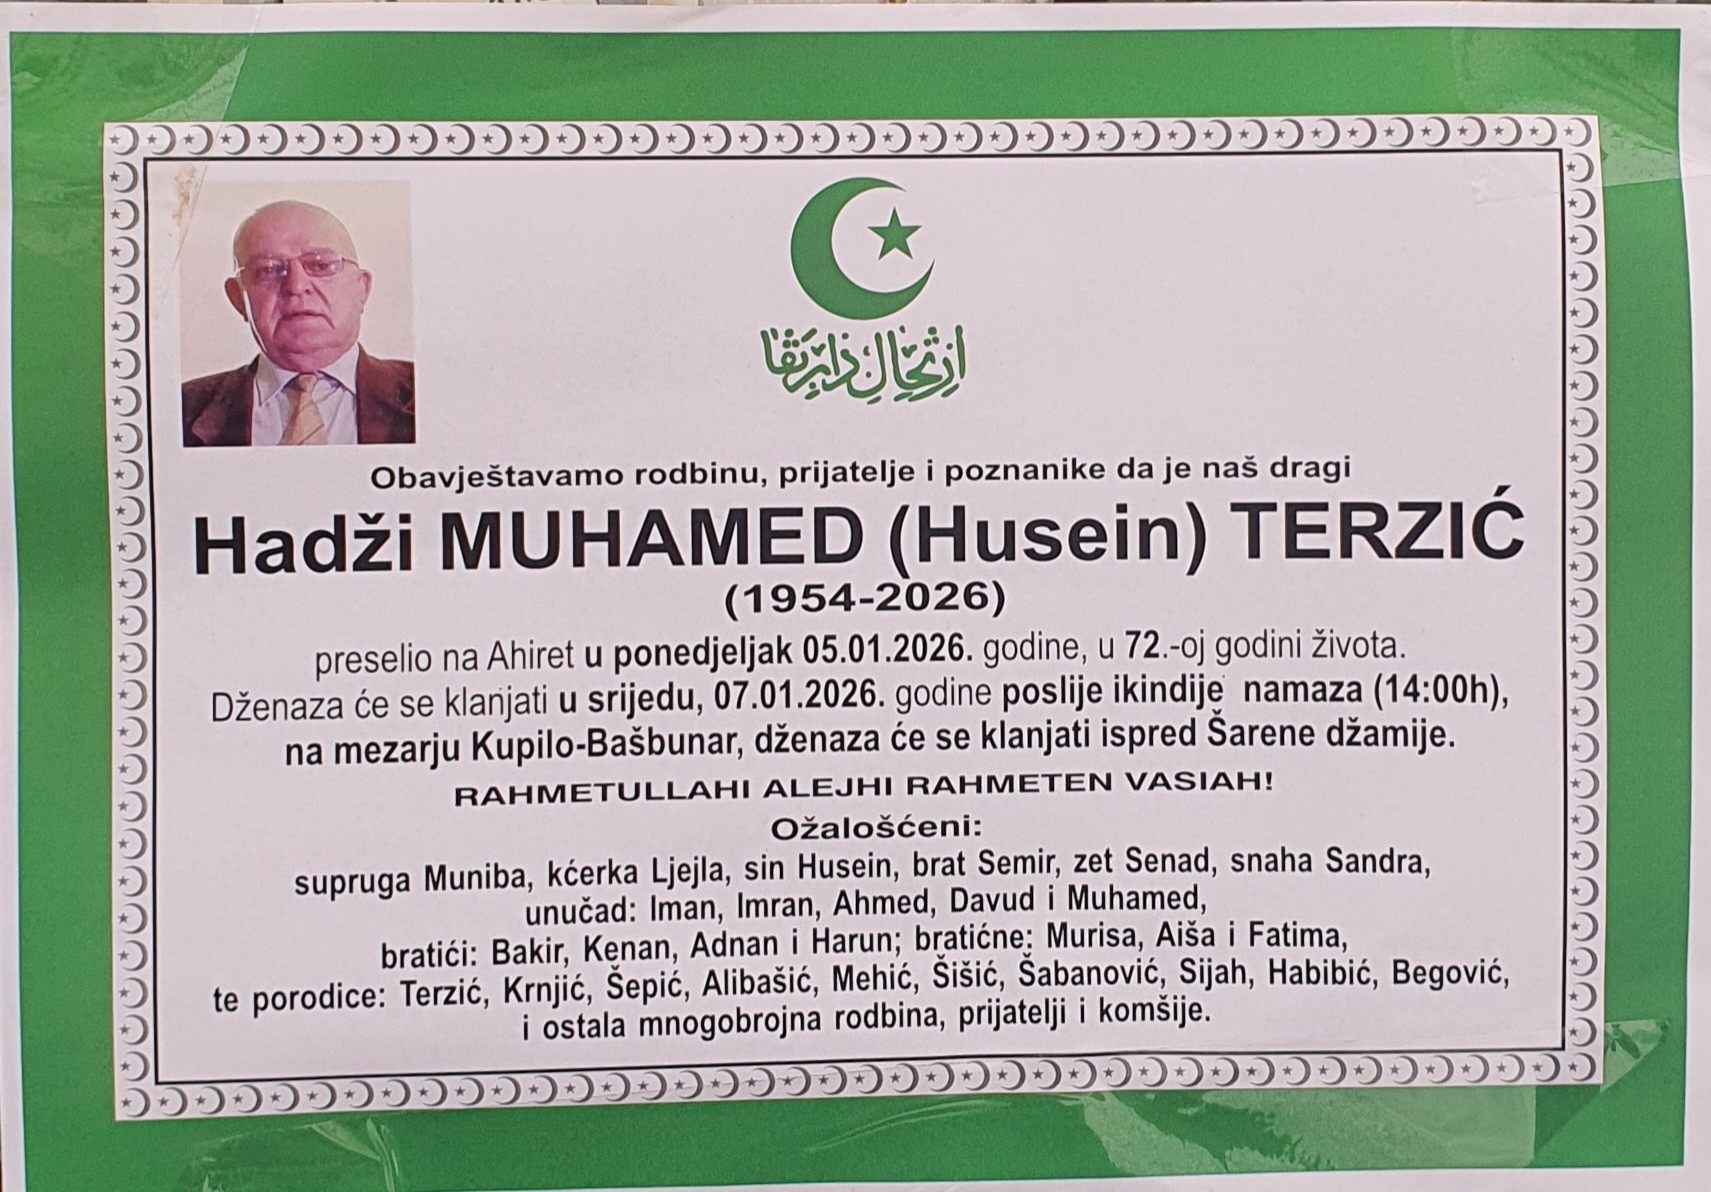 ارتحال دار بقا
Obavještavamo rodbinu, prijatelje i poznanike da je naš dragi
Hadži MUHAMED (Husein) TERZIĆ
(1954-2026)
preselio na Ahiret u ponedjeljak 05.01.2026. godine, u 72.-oj godini života.
Dženaza će se klanjati u srijedu, 07.01.2026. godine poslije ikindije namaza (14:00h),
na mezarju Kupilo-Bašbunar, dženaza će se klanjati ispred Šarene džamije.
RAHMETULLAHI ALEJHI RAHMETEN VASIAH!
Ožalošćeni:
supruga Muniba, kćerka Ljejla, sin Husein, brat Semir, zet Senad, snaha Sandra,
unučad: Iman, Imran, Ahmed, Davud i Muhamed,
bratići: Bakir, Kenan, Adnan i Harun; bratićne: Murisa, Aiša i Fatima,
te porodice: Terzić, Krnjić, Šepić, Alibašić, Mehić, Šišić, Šabanović, Sijah, Habibić, Begović,
i ostala mnogobrojna rodbina, prijatelji i komšije.